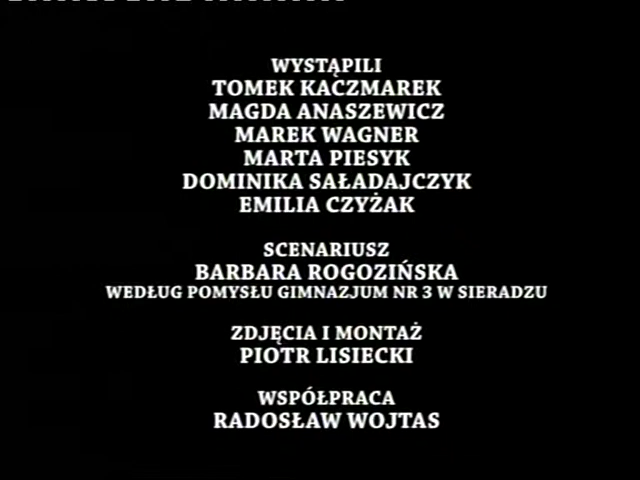 WYSTĄPILI
TOMEK KACZMAREK
MAGDA ANASZEWICZ
MAREK WAGNER
MARTA PIESYK
DOMINIKA SAŁADAJCZYK
EMILIA CZYŻAK
SCENARIUSZ
BARBARA ROGOZIŃSKA
WEDŁUG POMYSŁU GIMNAZJUM NR 3 W SIERADZU
ZDJĘCIA I MONTAŻ
PIOTR LISIECKI
WSPÓŁPRACA
RADOSŁAW WOJTAS